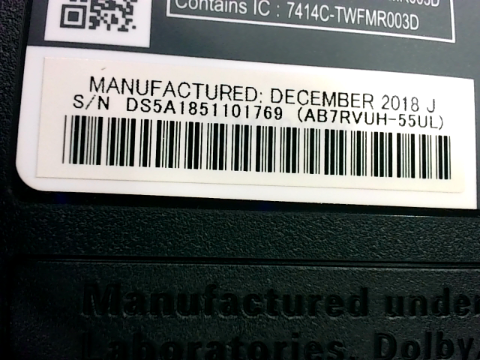 Contains IC : 7414C-TWFMR003D
MANUFACTURED: DECEMBER 2018 J
S/N DS5A1851101769 (AB7RVUH-55UL)
Manufactured under
Laboratories. Dolby